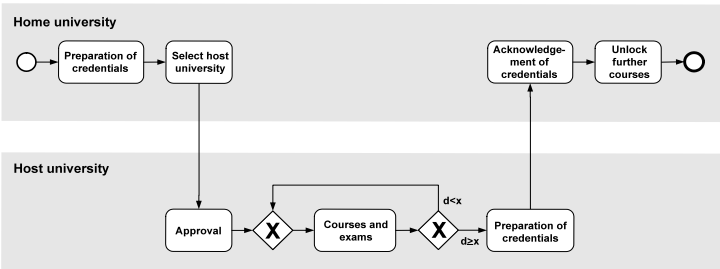 Home university
Preparation of
credentials
Select host
university
Acknowledge-
ment of
credentials
Unlock
further
courses
Host university
Approval
X
Courses and
exams
X
d<x
d≥x
Preparation of
credentials